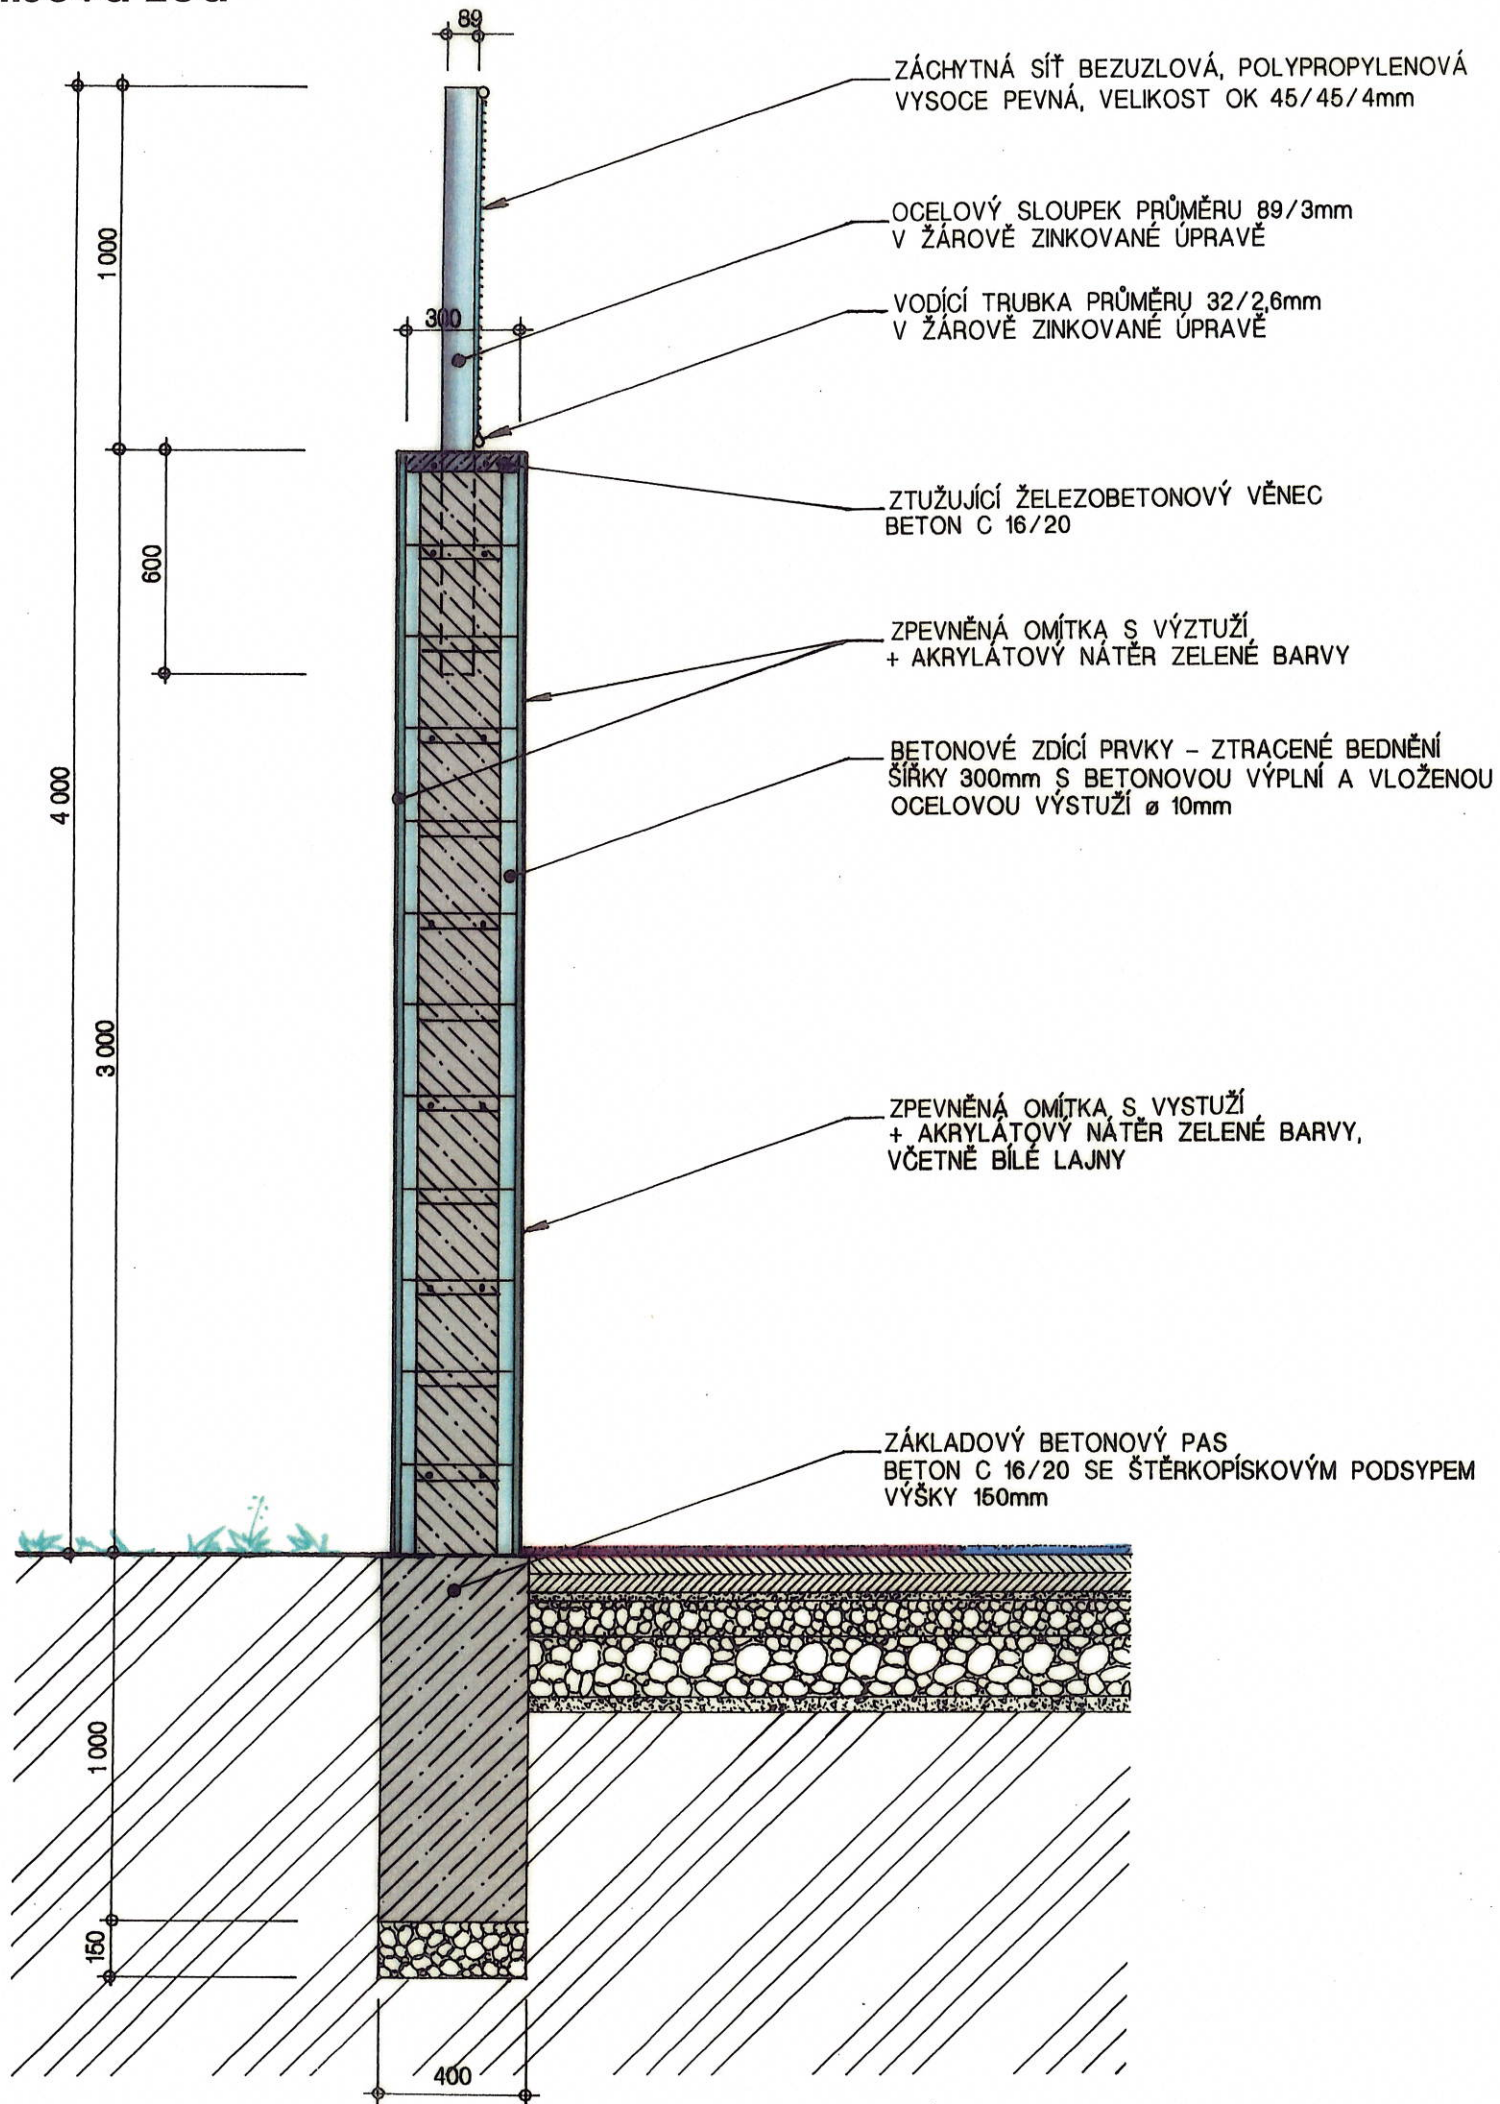 89
ZÁCHYTNÁ SÍŤ BEZUZLOVÁ, POLYPROPYLENOVÁ
VYSOCE PEVNÁ, VELIKOST OK 45/45/4mm
OCELOVÝ SLOUPEK PRŮMĚRU 89/3mm
V ŽÁROVĚ ZINKOVANÉ ÚPRAVĚ
1000
VODÍCÍ TRUBKA PRŮMĚRU 32/2,6mm
V ŽÁROVĚ ZINKOVANÉ ÚPRAVĚ
300
ZTUŽUJÍCÍ ŽELEZOBETONOVÝ VĚNEC
BETON C 16/20
600
ZPEVNĚNÁ OMÍTKA S VÝZTUŽÍ
+ AKRYLÁTOVÝ NÁTĚR ZELENÉ BARVY
BETONOVÉ ZDÍCÍ PRVKY - ZTRACENÉ BEDNĚNÍ
ŠÍŘKY 300mm S BETONOVOU VÝPLNÍ A VLOŽENOU
OCELOVOU VÝSTUŽÍ ø 10mm
4 000
3 000
ZPEVNĚNÁ OMÍTKA S VYSTUŽÍ
+ AKRYLÁTOVÝ NÁTĚR ZELENÉ BARVY,
VČETNĚ BÍLÉ LAJNY
ZÁKLADOVÝ BETONOVÝ PAS
BETON C 16/20 SE ŠTĚRKOPÍSKOVÝM PODSYPEM
VÝŠKY 150mm
1000
150
400